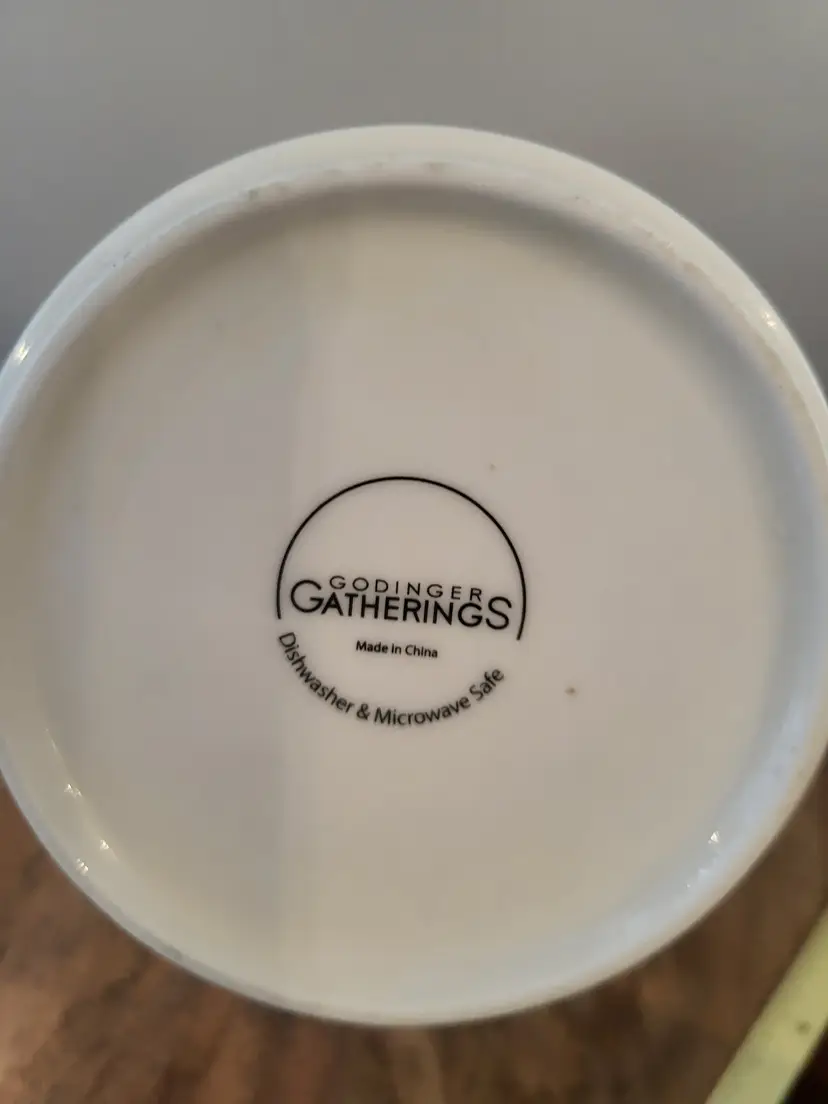 GODINGER
GATHERINGS
Made in China
Dishwasher & Microwave Safe